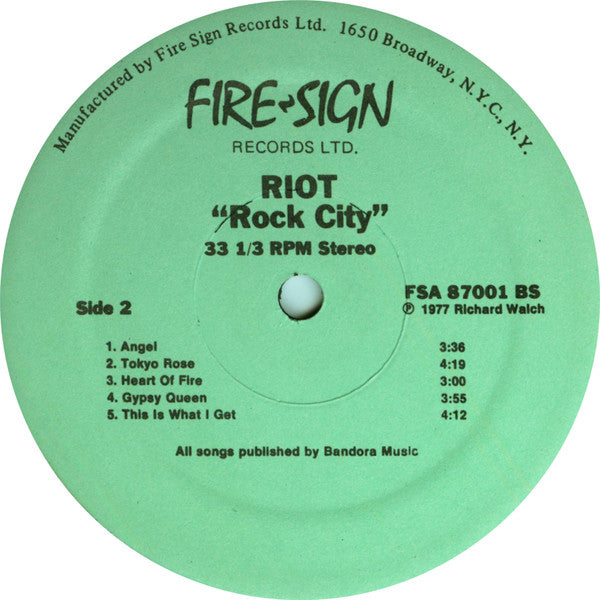 Manufactured by Fire Sign Records Ltd. 1650 Broadway, N.Y.C., N.Y.
FIRE SIGN
RECORDS LTD.
RIOT
“Rock City”
33 1/3 RPM Stereo
Side 2
FSA 87001 BS
℗ 1977 Richard Walch
1. Angel 3:36
2. Tokyo Rose 4:19
3. Heart Of Fire 3:00
4. Gypsy Queen 3:55
5. This Is What I Get 4:12
All songs published by Bandora Music